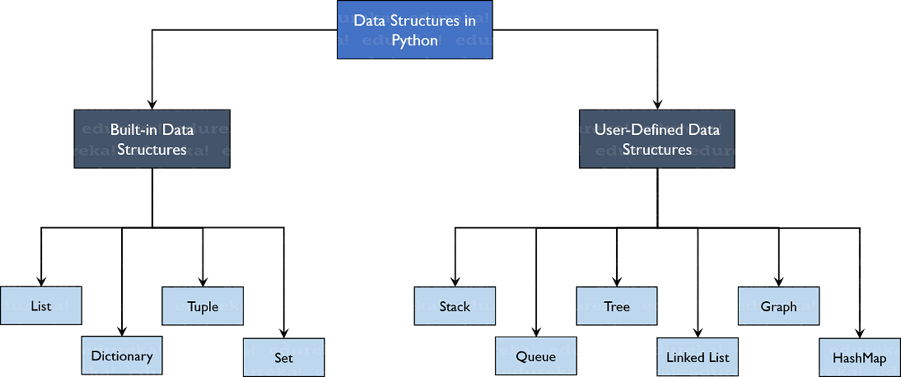 Data Structures in
Python
Built-in Data
Structures
User-Defined Data
Structures
List
Tuple
Stack
Tree
Graph
Dictionary
Set
Queue
Linked List
HashMap